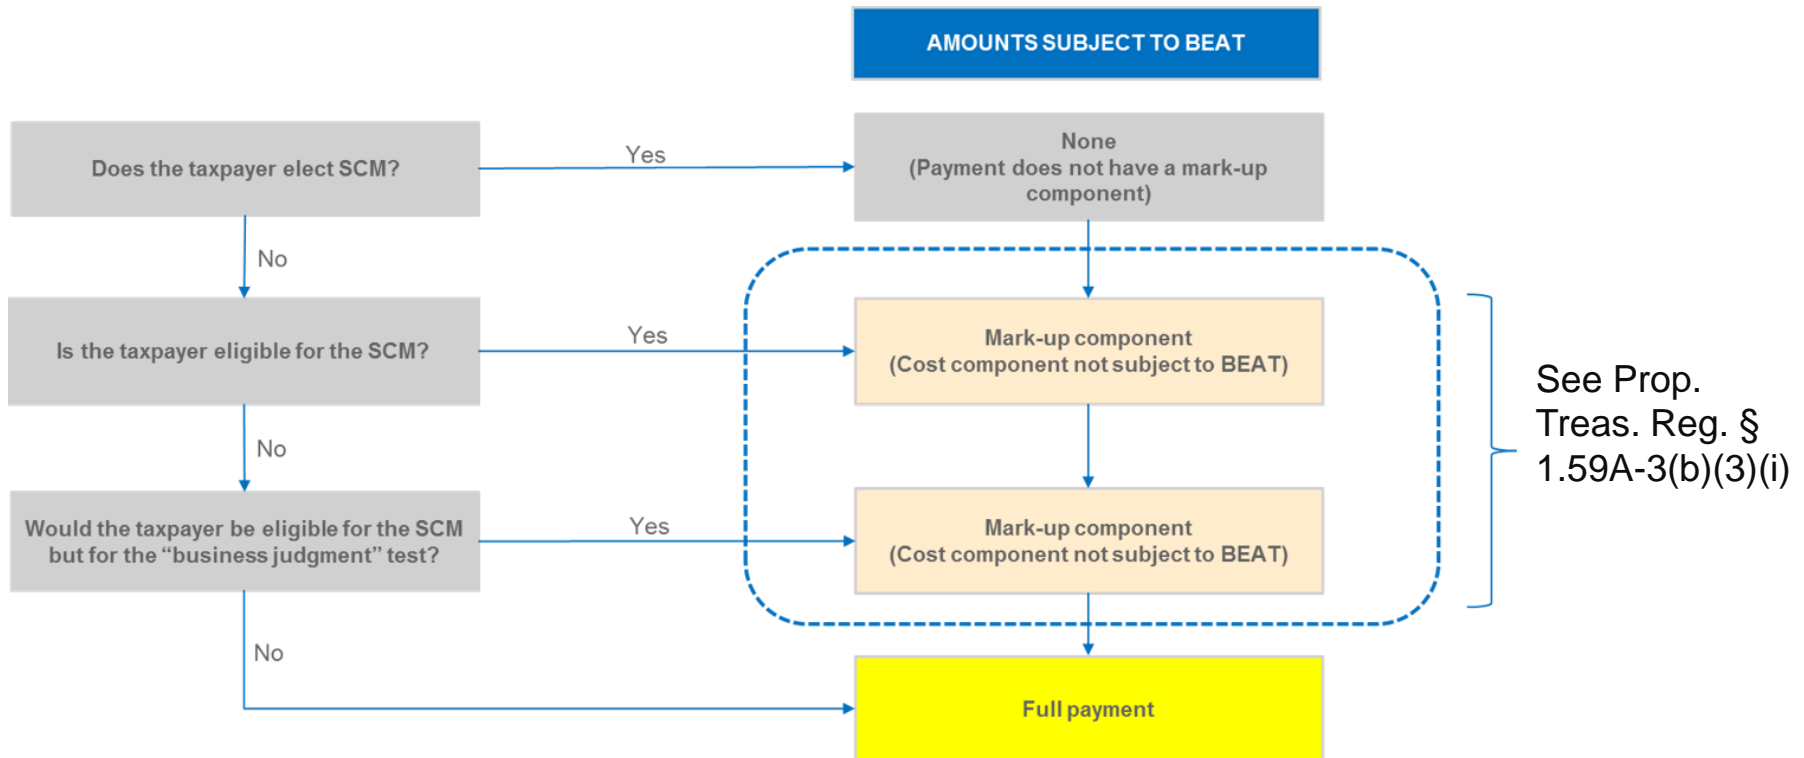 AMOUNTS SUBJECT TO BEAT
Does the taxpayer elect SCM?
Yes
None
(Payment does not have a mark-up
component)
No
Is the taxpayer eligible for the SCM?
Yes
Mark-up component
(Cost component not subject to BEAT)
See Prop.
Treas. Reg. §
1.59A-3(b)(3)(i)
No
Would the taxpayer be eligible for the SCM
but for the “business judgment” test?
Yes
Mark-up component
(Cost component not subject to BEAT)
No
Full payment